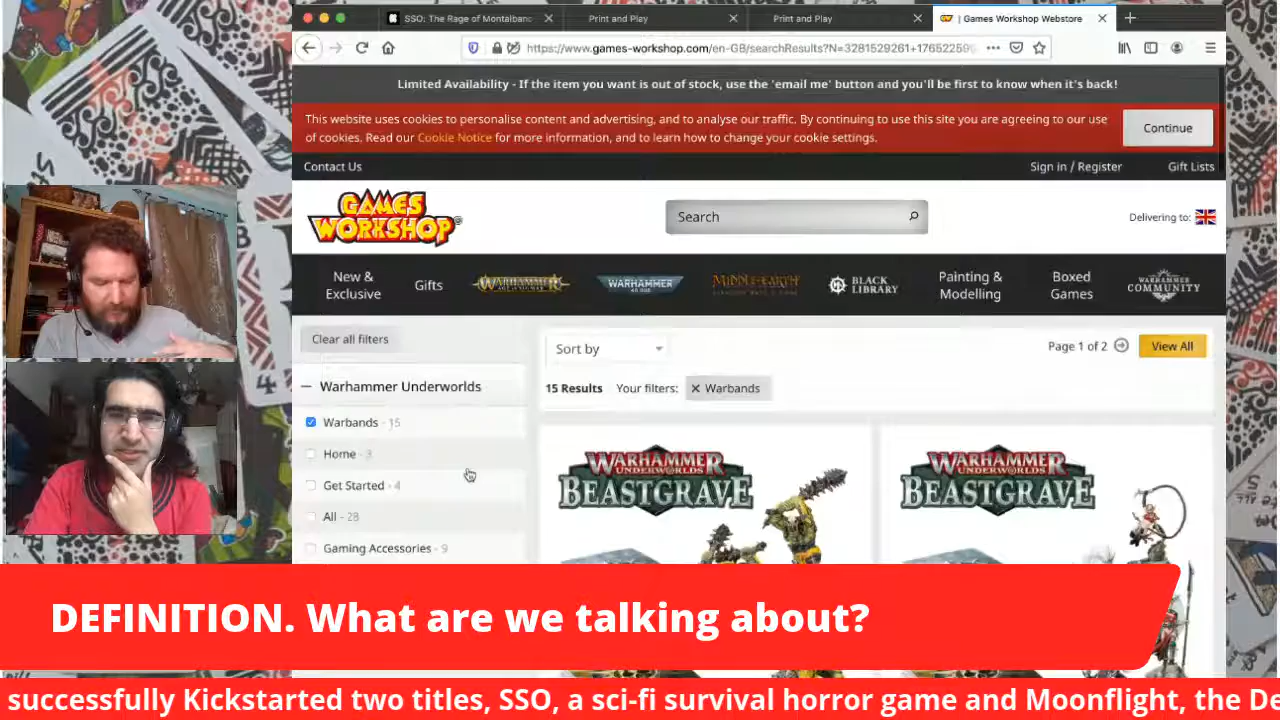 SSO: The Rage of Montalbano
Print and Play
Print and Play
| Games Workshop Webstore
https://www.games-workshop.com/en-GB/searchResults?N=3281529261+1765225
Limited Availability - If the item you want is out of stock, use the 'email me' button and you'll be first to know when it's back!
This website uses cookies to personalise content and advertising, and to analyse our traffic. By continuing to use this site you are agreeing to our use
of cookies. Read our Cookie Notice for more information, and to learn how to change your cookie settings.
Continue
Contact Us
Sign in / Register
Gift Lists
GAMES
WORKSHOP
Search
Delivering to:
New &
Exclusive
Gifts
WARHAMMER
WARHAMMER
MIDDLE-EARTH
BLACK
LIBRARY
Painting &
Modelling
Boxed
Games
WARHAMMER
COMMUNITY
Clear all filters
Sort by
Page 1 of 2
View All
Warhammer Underworlds
15 Results
Your filters:
Warbands
Warbands - 15
Home - 3
Get Started - 4
All - 28
Gaming Accessories - 9
WARHAMMER
UNDERWORLDS
BEASTGRAVE
WARHAMMER
UNDERWORLDS
BEASTGRAVE
DEFINITION. What are we talking about?
successfully Kickstarted two titles, SSO, a sci-fi survival horror game and Moonflight, the De